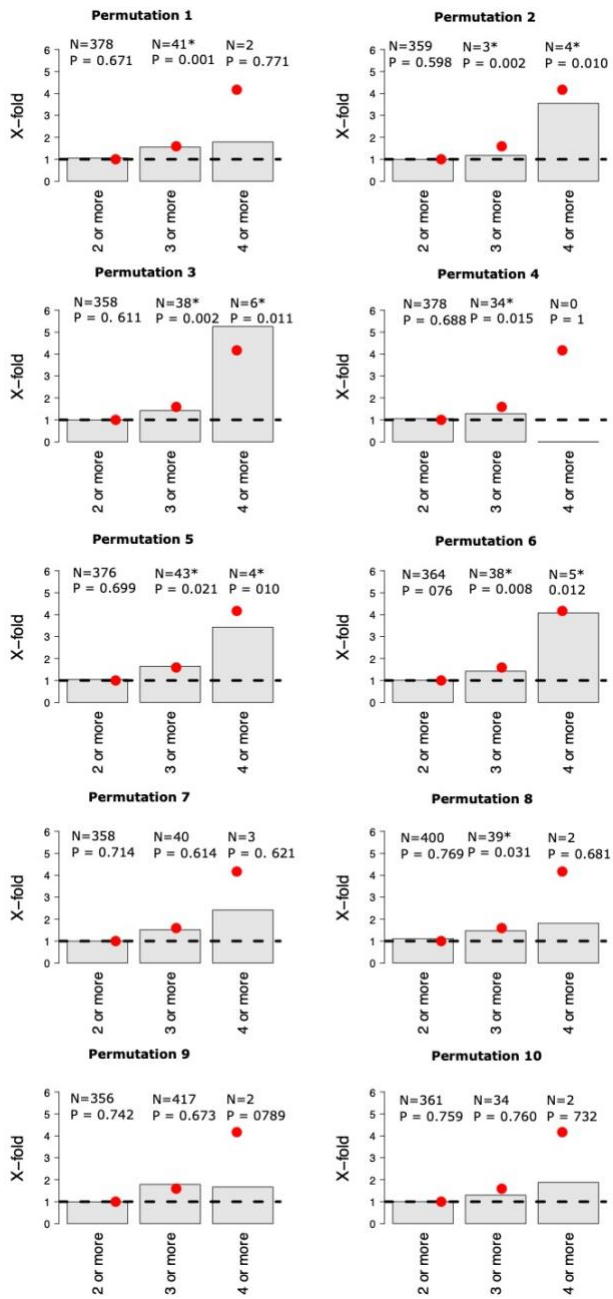 Permutation 1
N=378 N=41* N=2
P = 0.671 P = 0.001 P = 0.771
X-fold
6
5
4
3
2
1
0
2 or more
3 or more
4 or more
Permutation 2
N=359 N=3* N=4*
P = 0.598 P = 0.002 P = 0.010
X-fold
6
5
4
3
2
1
0
2 or more
3 or more
4 or more
Permutation 3
N=358 N=38* N=6*
P = 0. 611 P = 0.002 P = 0.011
X-fold
6
5
4
3
2
1
0
2 or more
3 or more
4 or more
Permutation 4
N=378 N=34* N=0
P = 0.688 P = 0.015 P = 1
X-fold
6
5
4
3
2
1
0
2 or more
3 or more
4 or more
Permutation 5
N=376 N=43* N=4*
P = 0.699 P = 0.021 P = 010
X-fold
6
5
4
3
2
1
0
2 or more
3 or more
4 or more
Permutation 6
N=364 N=38* N=5*
P = 076 P = 0.008 0.012
X-fold
6
5
4
3
2
1
0
2 or more
3 or more
4 or more
Permutation 7
N=358 N=40 N=3
P = 0.714 P = 0.614 P = 0. 621
X-fold
6
5
4
3
2
1
0
2 or more
3 or more
4 or more
Permutation 8
N=400 N=39* N=2
P = 0.769 P = 0.031 P = 0.681
X-fold
6
5
4
3
2
1
0
2 or more
3 or more
4 or more
Permutation 9
N=356 N=417 N=2
P = 0.742 P = 0.673 P = 0789
X-fold
6
5
4
3
2
1
0
2 or more
3 or more
4 or more
Permutation 10
N=361 N=34 N=2
P = 0.759 P = 0.760 P = 732
X-fold
6
5
4
3
2
1
0
2 or more
3 or more
4 or more